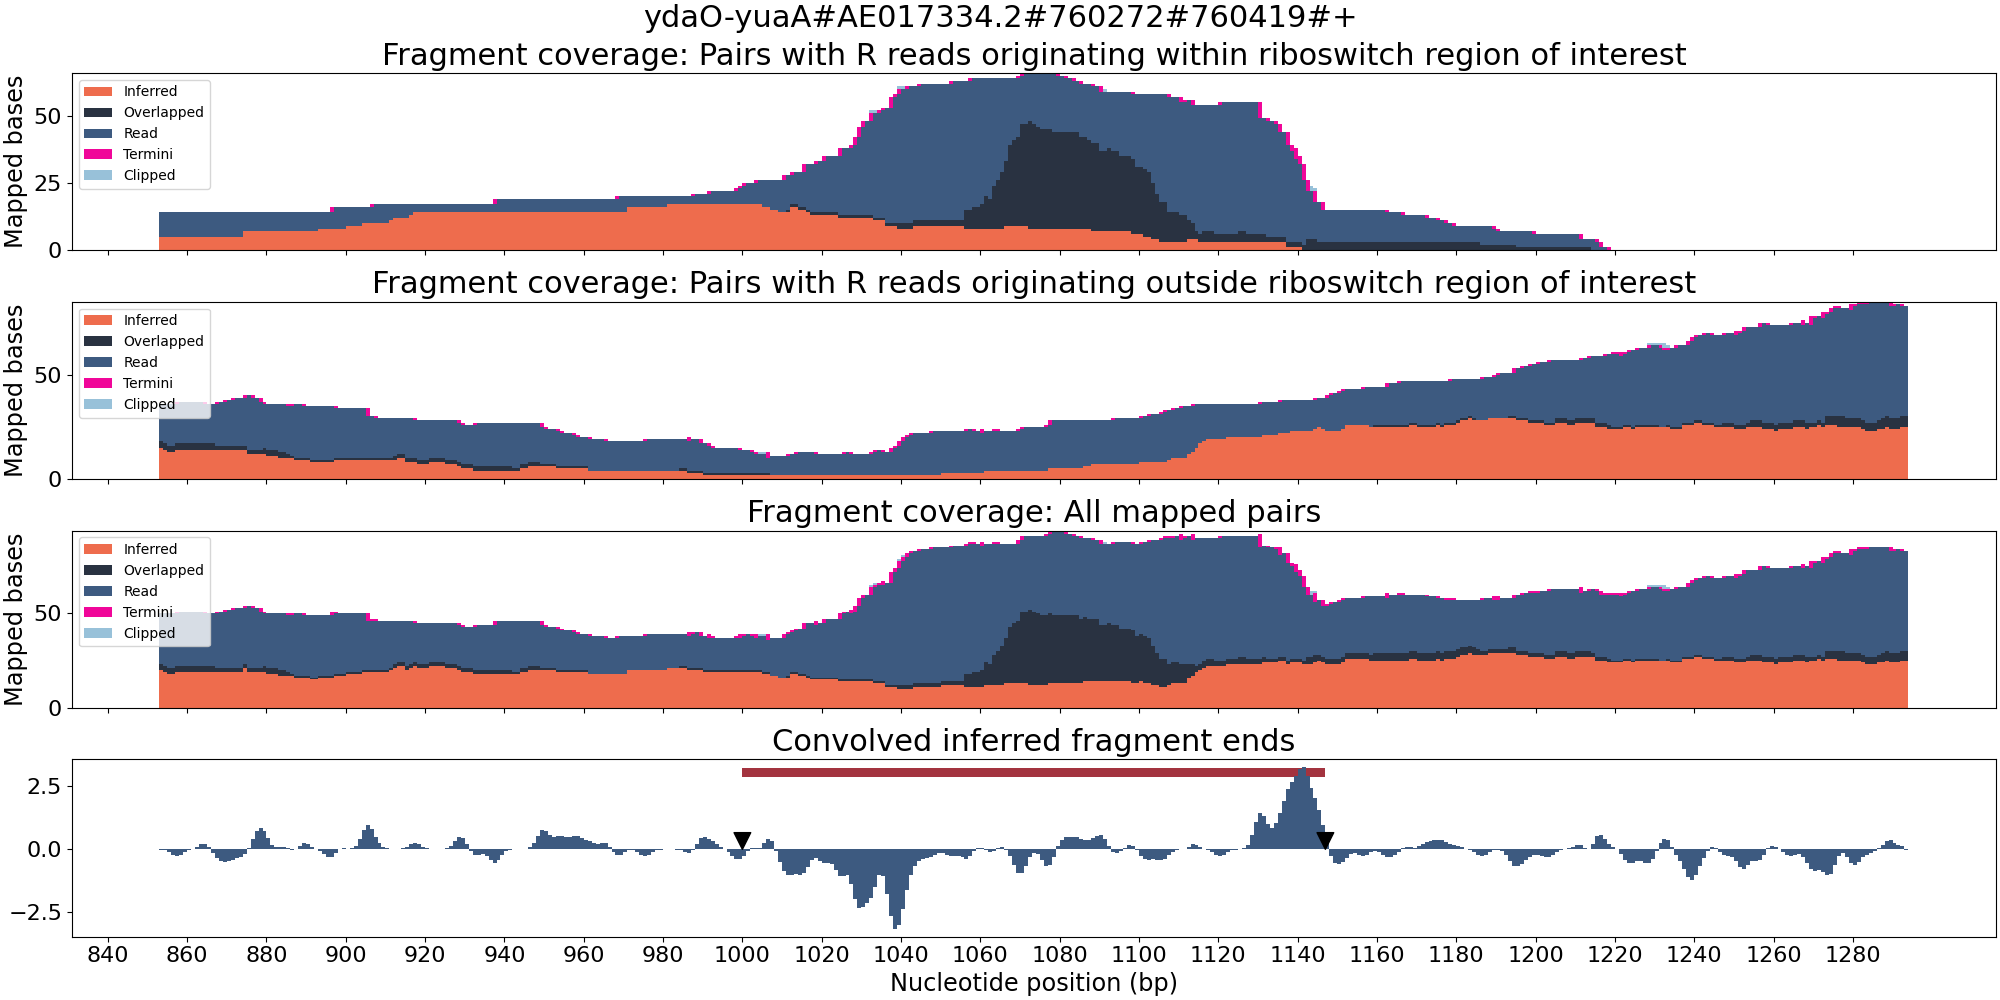 ydaO-yuaA#AE017334.2#760272#760419#+
Fragment coverage: Pairs with R reads originating within riboswitch region of interest
Mapped bases
50
25
0
Inferred
Overlapped
Read
Termini
Clipped
Fragment coverage: Pairs with R reads originating outside riboswitch region of interest
Mapped bases
50
0
Inferred
Overlapped
Read
Termini
Clipped
Fragment coverage: All mapped pairs
Mapped bases
50
0
Inferred
Overlapped
Read
Termini
Clipped
Convolved inferred fragment ends
2.5
0.0
−2.5
840 860 880 900 920 940 960 980 1000 1020 1040 1060 1080 1100 1120 1140 1160 1180 1200 1220 1240 1260 1280
Nucleotide position (bp)